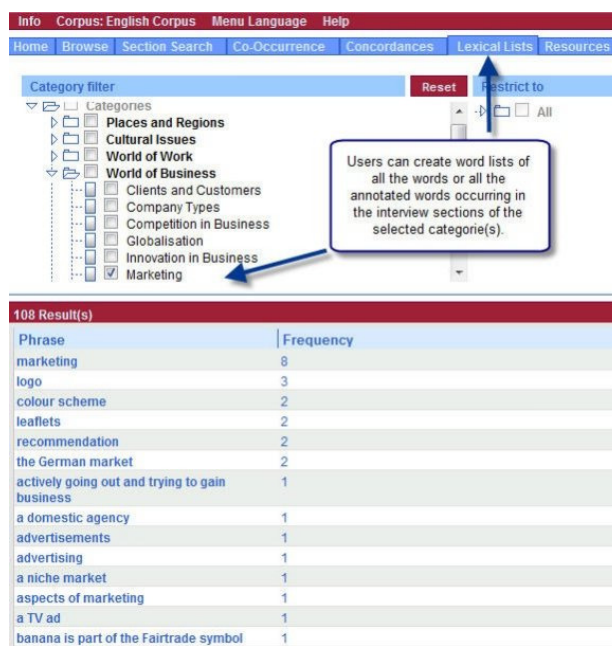 Info Corpus: English Corpus Menu Language Help
Home Browse Section Search Co-Occurrence Concordances Lexical Lists Resources
Category filter Reset Restrict to
Categories All
Places and Regions
Cultural Issues
World of Work
World of Business
Clients and Customers
Company Types
Competition in Business
Globalisation
Innovation in Business
Marketing
Users can create word lists of
all the words or all the
annotated words occurring in
the interview sections of the
selected categorie(s).
108 Result(s)
Phrase Frequency
marketing 8
logo 3
colour scheme 2
leaflets 2
recommendation 2
the German market 2
actively going out and trying to gain 1
business
a domestic agency 1
advertisements 1
advertising 1
a niche market 1
aspects of marketing 1
a TV ad 1
banana is part of the Fairtrade symbol 1